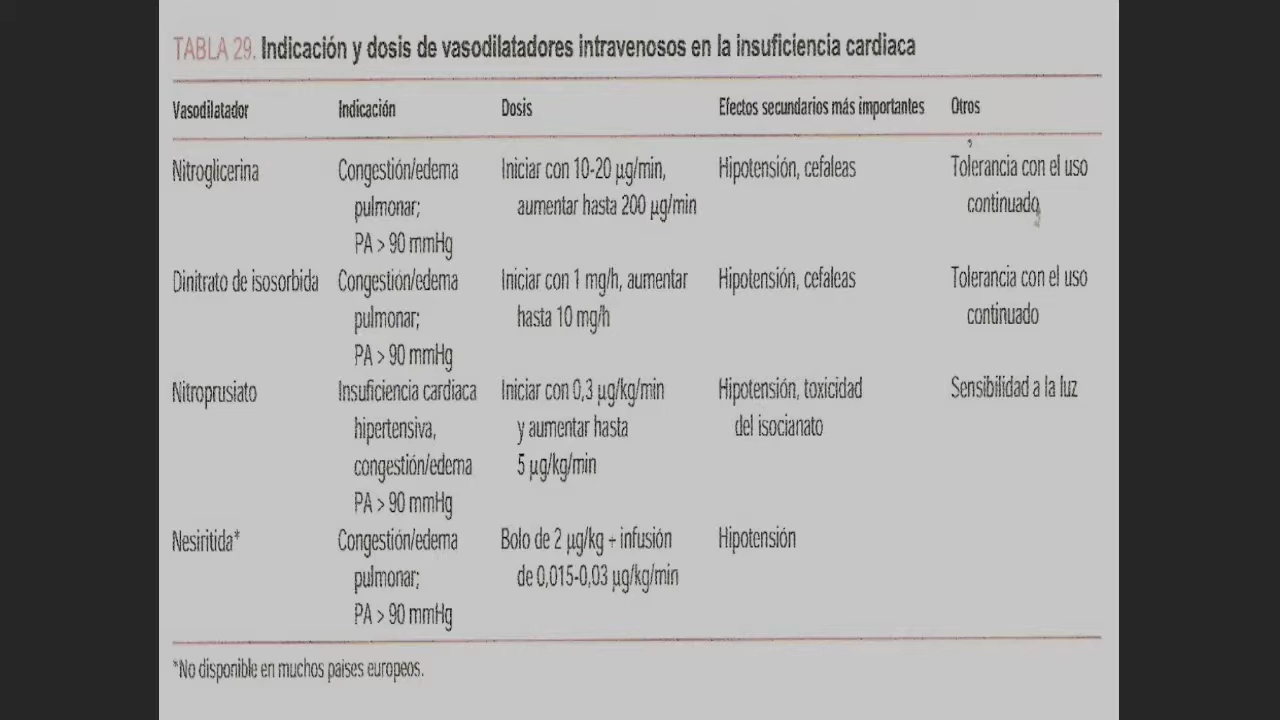 TABLA 29. Indicación y dosis de vasodilatadores intravenosos en la insuficiencia cardiaca
Vasodilatador Indicación Dosis Efectos secundarios más importantes Otros
Nitroglicerina Congestión/edema Iniciar con 10-20 µg/min, Hipotensión, cefaleas Tolerancia con el uso
pulmonar; aumentar hasta 200 µg/min continuado
PA > 90 mmHg
Dinitrato de isosorbida Congestión/edema Iniciar con 1 mg/h, aumentar Hipotensión, cefaleas Tolerancia con el uso
pulmonar; hasta 10 mg/h continuado
PA > 90 mmHg
Nitroprusiato Insuficiencia cardiaca Iniciar con 0,3 µg/kg/min Hipotensión, toxicidad Sensibilidad a la luz
hipertensiva, y aumentar hasta del isocianato
congestión/edema 5 µg/kg/min
PA > 90 mmHg
Nesiritida* Congestión/edema Bolo de 2 µg/kg + infusión Hipotensión
pulmonar; de 0,015-0,03 µg/kg/min
PA > 90 mmHg
*No disponible en muchos países europeos.